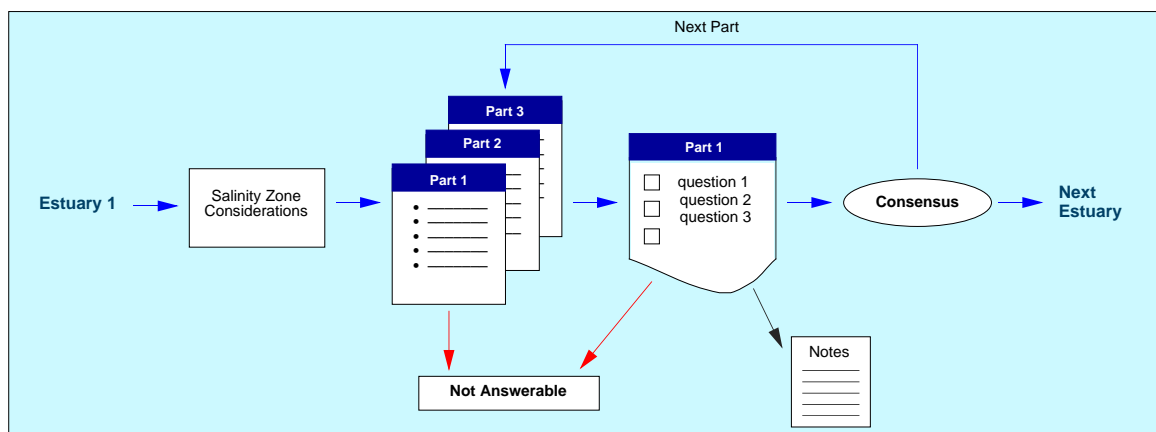 Next Part
Part 3
Part 2
Part 1
Part 1
question 1
question 2
question 3
Estuary 1
Salinity Zone
Considerations
Consensus
Next
Estuary
Not Answerable
Notes